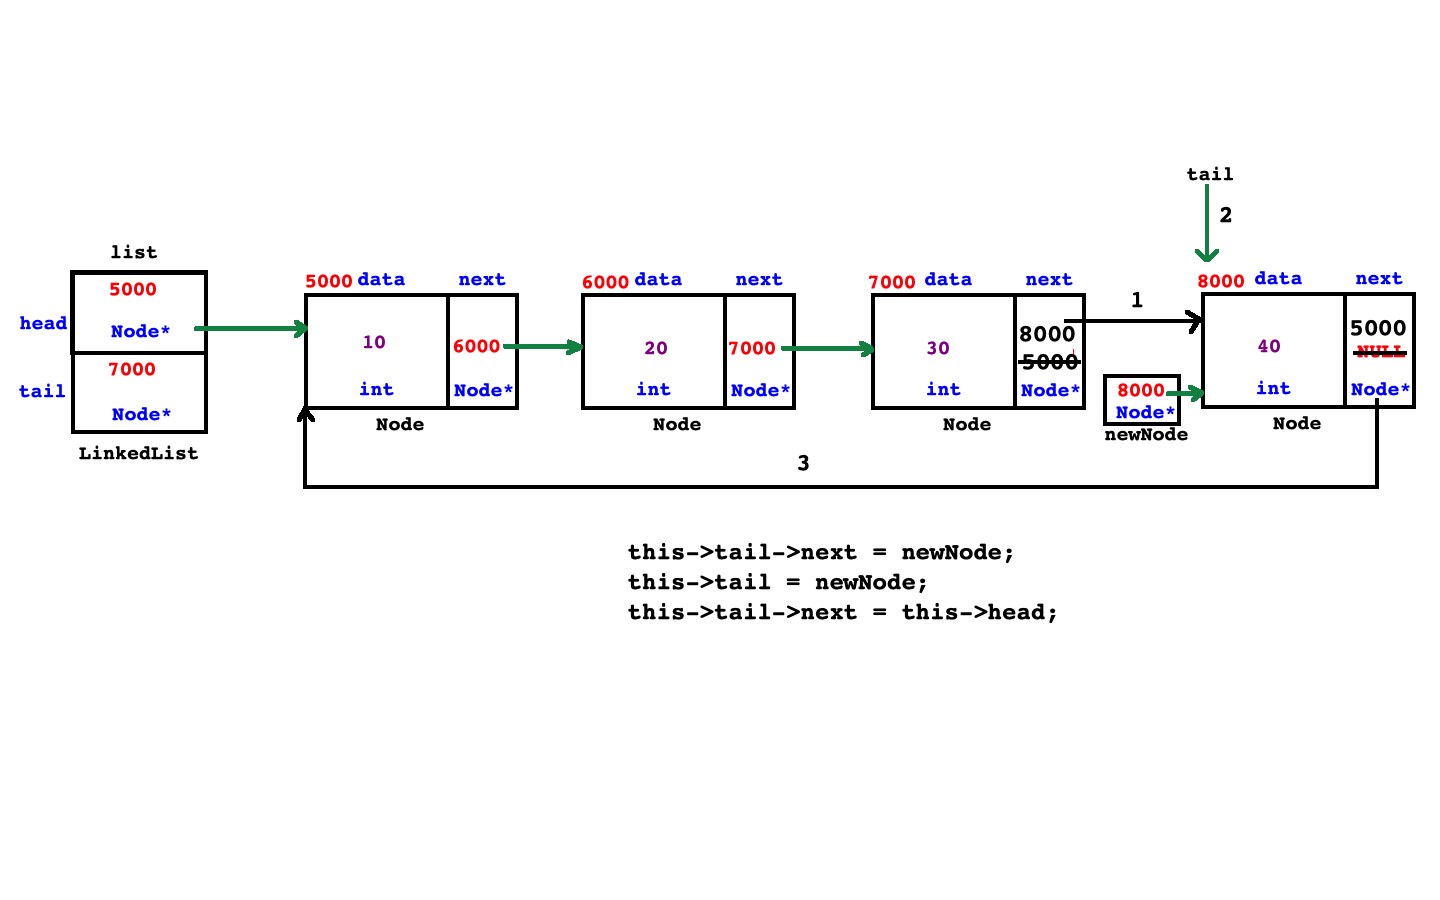 tail
2
list
5000
head
Node*
7000
tail
Node*
LinkedList
5000 data next
10
6000
int Node*
Node
6000 data next
20
7000
int Node*
Node
7000 data next
30
8000
5000
int Node*
Node
1
8000
Node*
newNode
8000 data next
40
5000
NULL
int Node*
Node
3
this->tail->next = newNode;
this->tail = newNode;
this->tail->next = this->head;